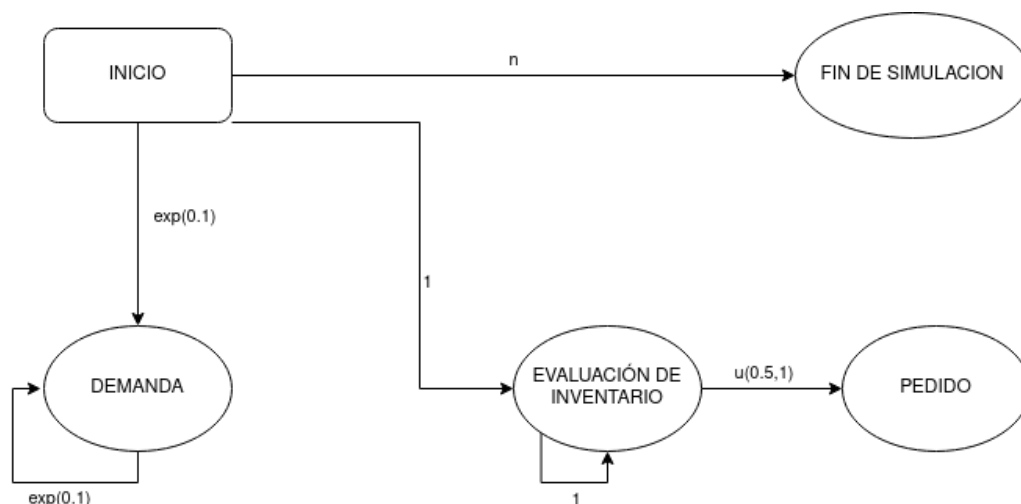 INICIO
n
FIN DE SIMULACION
exp(0.1)
1
DEMANDA
EVALUACIÓN DE
INVENTARIO
u(0.5,1)
PEDIDO
exp(0.1)
1